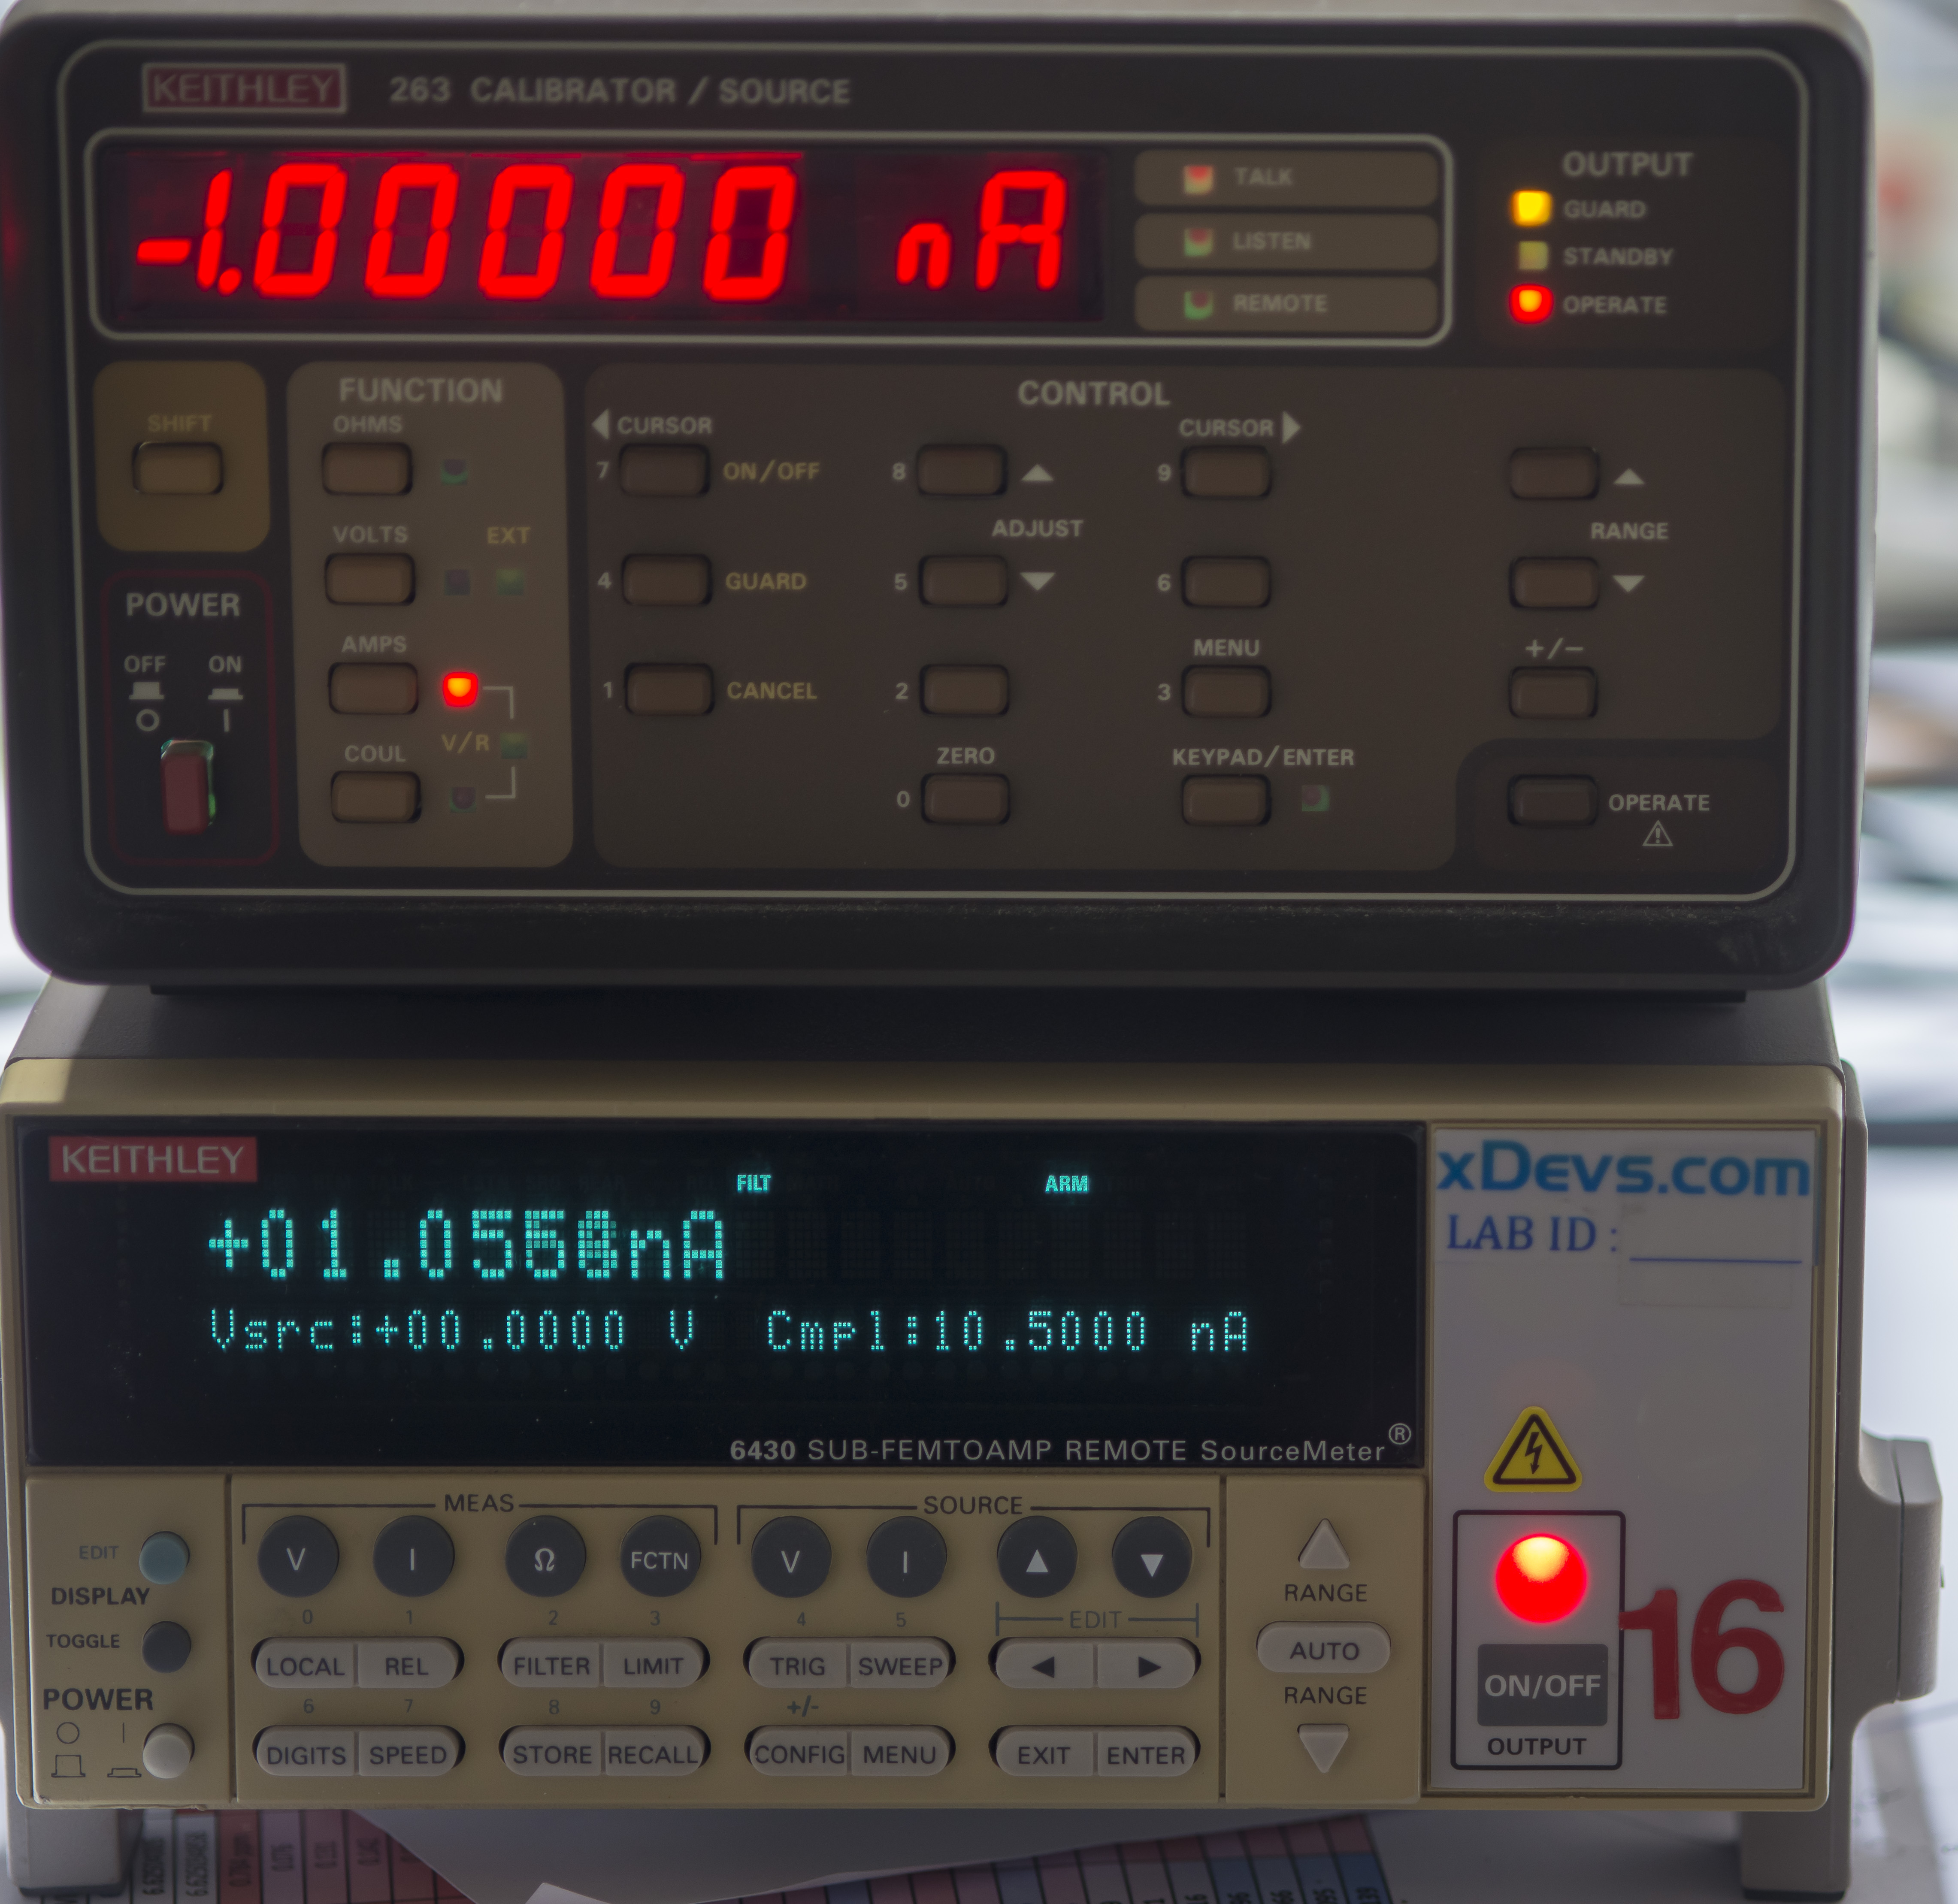 KEITHLEY 263 CALIBRATOR / SOURCE
-1.00000 nA
TALK
LISTEN
REMOTE
OUTPUT
GUARD
STANDBY
OPERATE
SHIFT
POWER
OFF ON
O I
FUNCTION
OHMS
VOLTS EXT
AMPS
V/R
COUL
CONTROL
◀ CURSOR CURSOR ▶
7 ON/OFF 8 ▲ 9 ▲
ADJUST RANGE
4 GUARD 5 ▼ 6 ▼
MENU +/−
1 CANCEL 2 3
ZERO KEYPAD/ENTER
0 OPERATE
KEITHLEY
FILT ARM
nA
Vsrc:+00.0000 V Cmpl:10.5000 nA
6430 SUB-FEMTOAMP REMOTE SourceMeter®
xDevs.com
LAB ID :
EDIT
DISPLAY
TOGGLE
POWER
MEAS SOURCE
V I Ω FCTN V I ▲ ▼
0 1 2 3 4 5 EDIT
LOCAL REL FILTER LIMIT TRIG SWEEP ◀ ▶
6 7 8 9 +/-
DIGITS SPEED STORE RECALL CONFIG MENU EXIT ENTER
RANGE
AUTO
RANGE
ON/OFF
OUTPUT
16